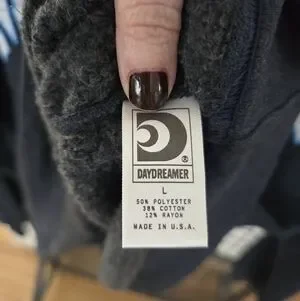 ®
DAYDREAMER
L
50% POLYESTER
38% COTTON
12% RAYON
MADE IN U.S.A.